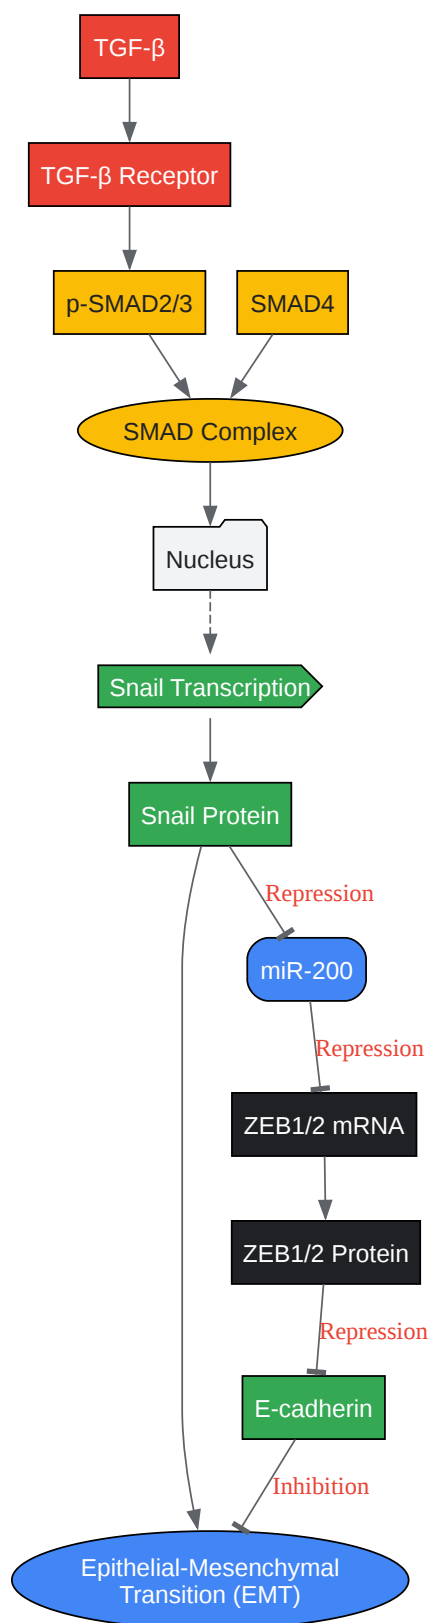 TGF-β
TGF-β Receptor
p-SMAD2/3
SMAD4
SMAD Complex
Nucleus
Snail Transcription
Snail Protein
Repression
miR-200
Repression
ZEB1/2 mRNA
ZEB1/2 Protein
Repression
E-cadherin
Inhibition
Epithelial-Mesenchymal
Transition (EMT)